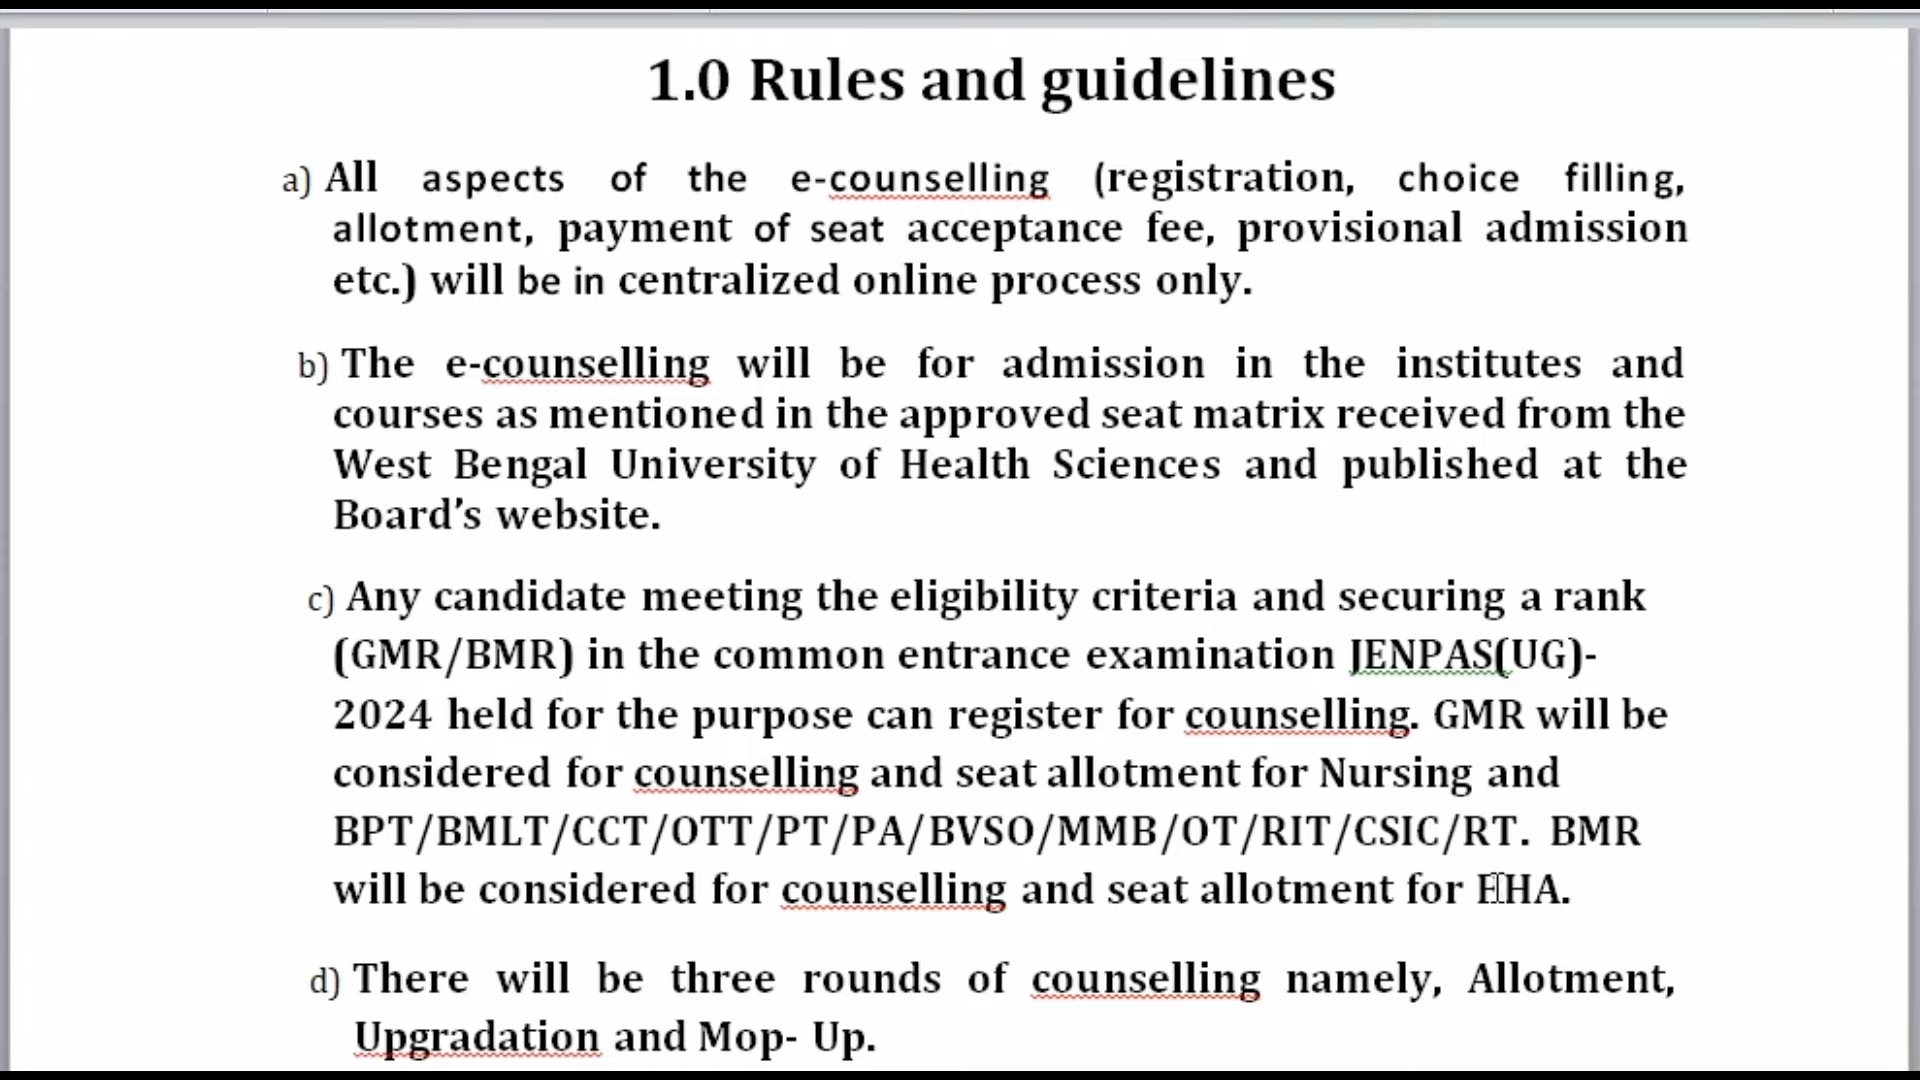 1.0 Rules and guidelines
a) All aspects of the e-counselling (registration, choice filling,
allotment, payment of seat acceptance fee, provisional admission
etc.) will be in centralized online process only.
b) The e-counselling will be for admission in the institutes and
courses as mentioned in the approved seat matrix received from the
West Bengal University of Health Sciences and published at the
Board’s website.
c) Any candidate meeting the eligibility criteria and securing a rank
(GMR/BMR) in the common entrance examination JENPAS(UG)-
2024 held for the purpose can register for counselling. GMR will be
considered for counselling and seat allotment for Nursing and
BPT/BMLT/CCT/OTT/PT/PA/BVSO/MMB/OT/RIT/CSIC/RT. BMR
will be considered for counselling and seat allotment for
d) There will be three rounds of counselling namely, Allotment,
Upgradation and Mop- Up.